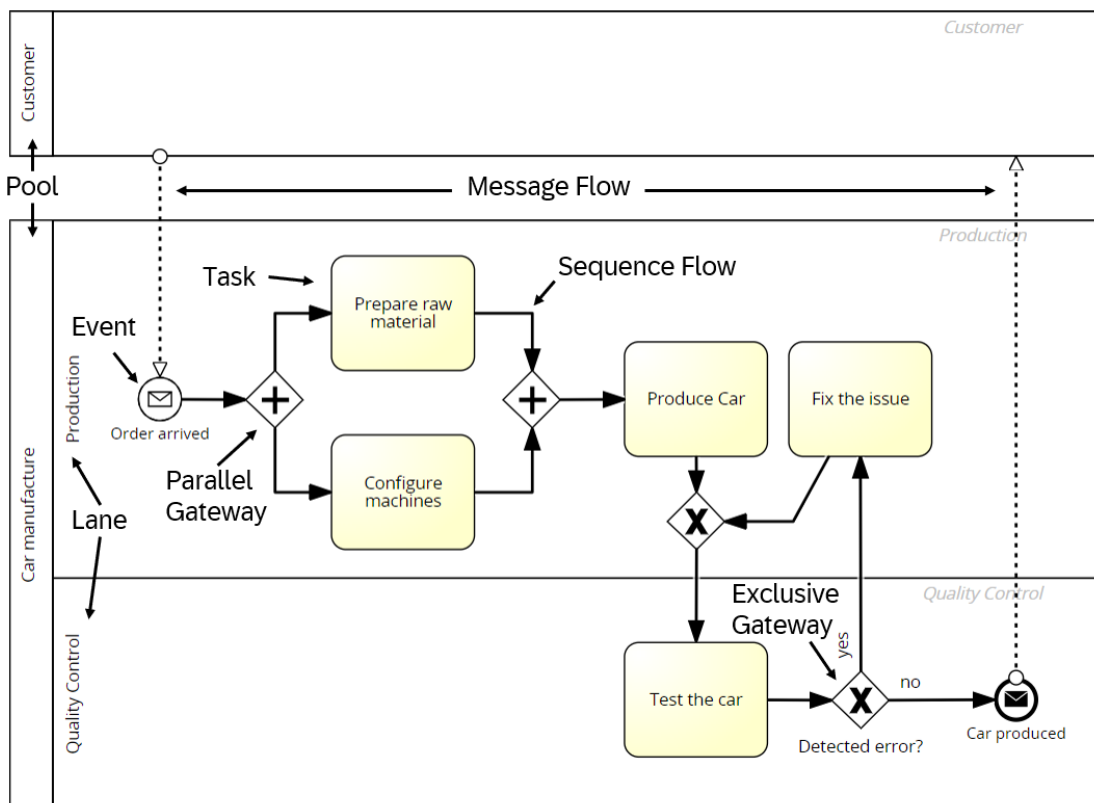 Customer
Customer
Pool
Message Flow
Production
Car manufacture
Production
Task
Sequence Flow
Prepare raw
material
Event
Order arrived
Produce Car
Fix the issue
Parallel
Gateway
Configure
machines
Lane
Quality Control
Quality Control
Exclusive
Gateway
yes
Test the car
no
Detected error?
Car produced